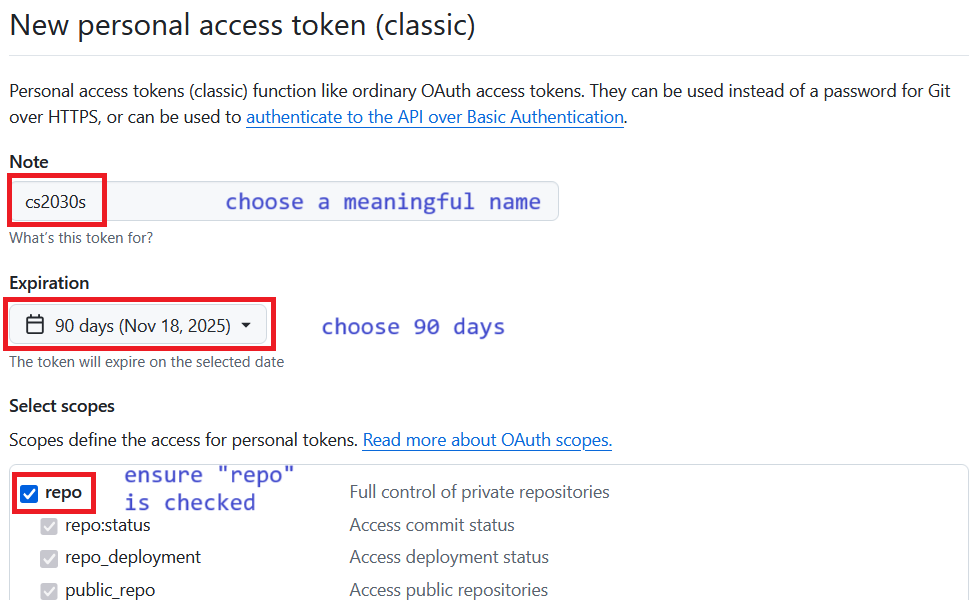 New personal access token (classic)
Personal access tokens (classic) function like ordinary OAuth access tokens. They can be used instead of a password for Git
over HTTPS, or can be used to authenticate to the API over Basic Authentication.
Note
cs2030s choose a meaningful name
What's this token for?
Expiration
90 days (Nov 18, 2025) choose 90 days
The token will expire on the selected date
Select scopes
Scopes define the access for personal tokens. Read more about OAuth scopes.
ensure "repo"
repo Full control of private repositories
is checked
repo:status Access commit status
repo_deployment Access deployment status
public_repo Access public repositories